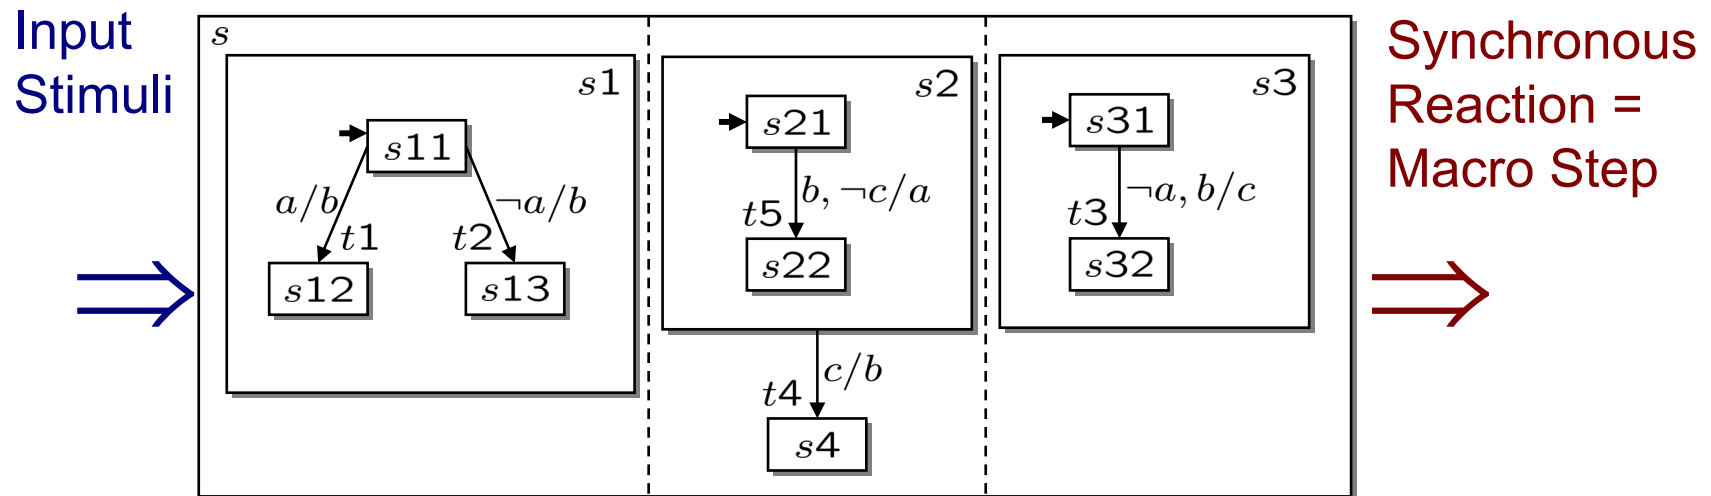 Input
Stimuli
s
s1
s11
a/b
t1
¬a/b
t2
s12
s13
s2
s21
b, ¬c/a
t5
s22
c/b
t4
s4
s3
s31
¬a, b/c
t3
s32
Synchronous
Reaction =
Macro Step